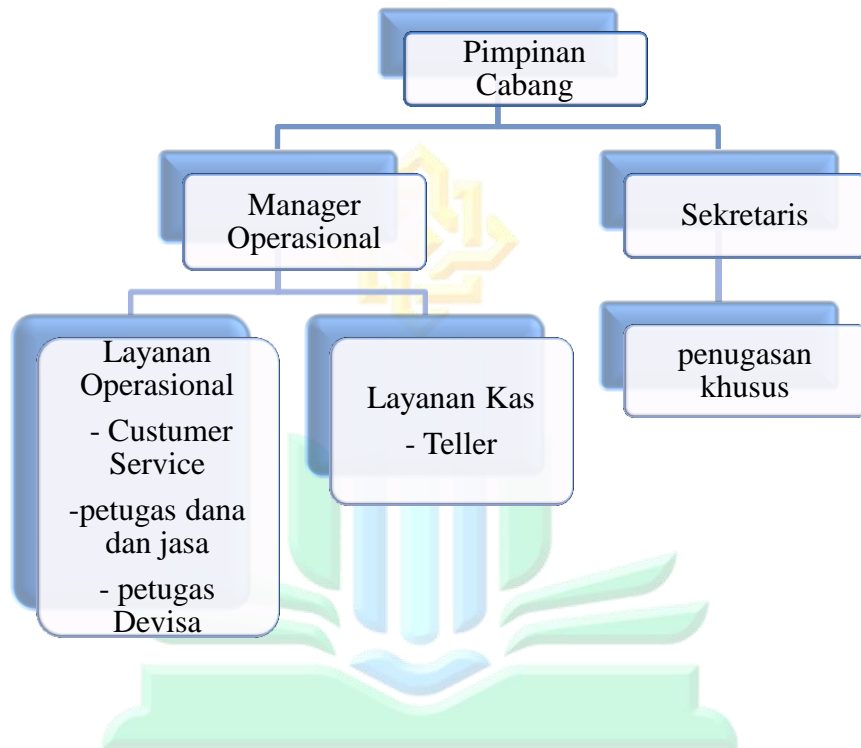 Pimpinan
Cabang
Manager
Operasional
Sekretaris
Layanan
Operasional
- Custumer
Service
-petugas dana
dan jasa
- petugas
Devisa
Layanan Kas
- Teller
penugasan
khusus